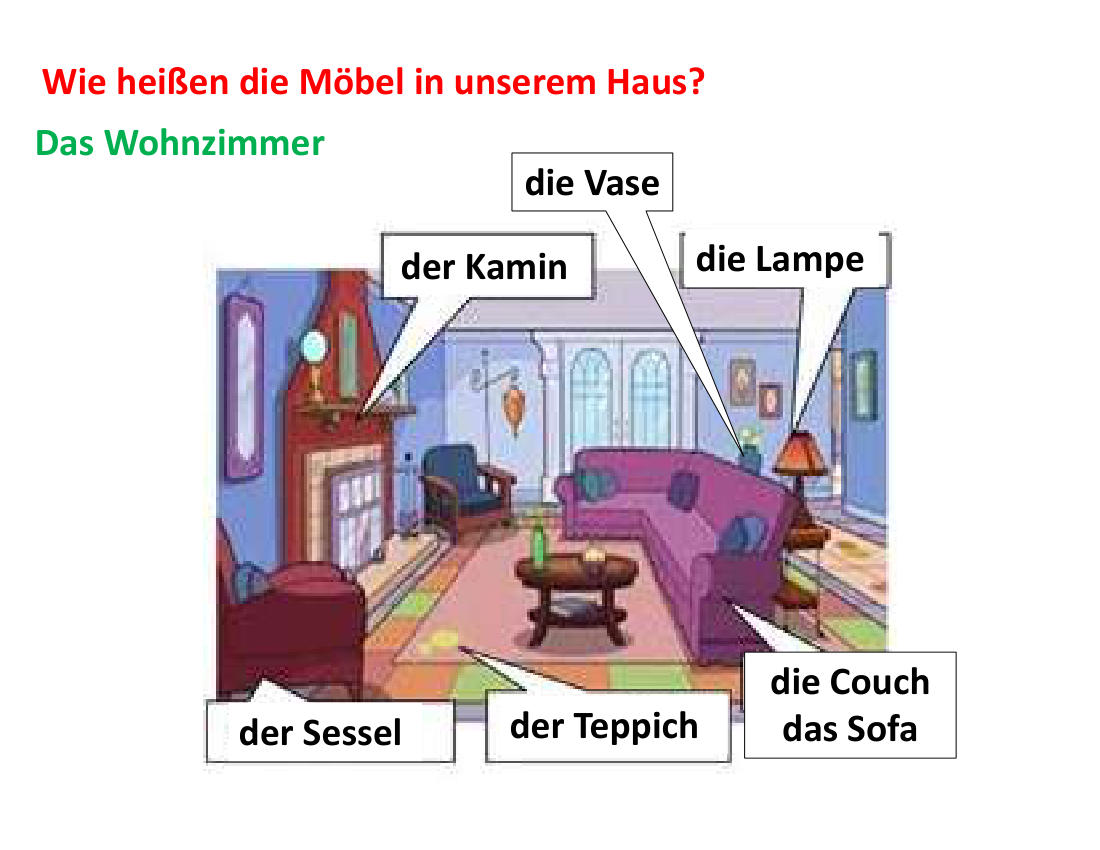 Wie heißen die Möbel in unserem Haus?
Das Wohnzimmer
die Vase
der Kamin
die Lampe
der Sessel
der Teppich
die Couch
das Sofa